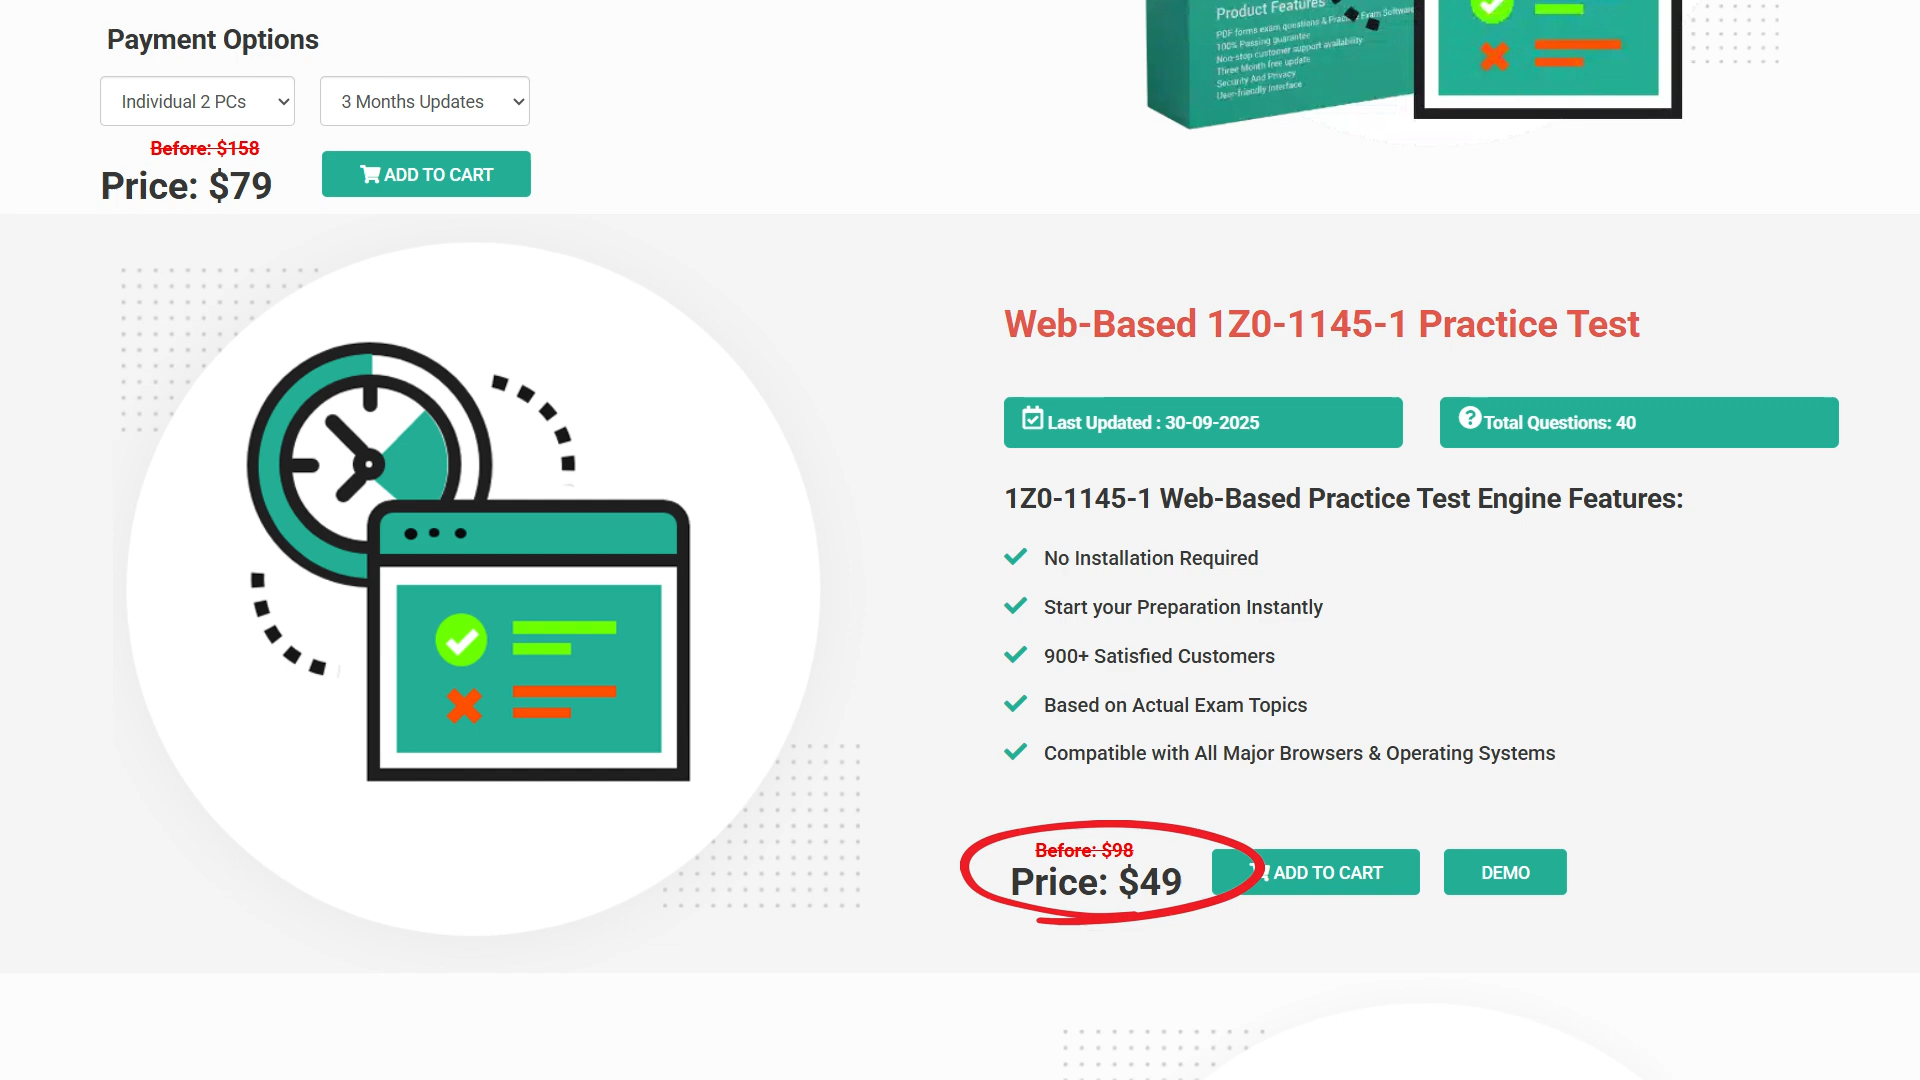 Payment Options
Individual 2 PCs
3 Months Updates
Before: $158
Price: $79
ADD TO CART
Product Features
PDF forms exam questions & Practice Exam Software
100% Passing guarantee
Non-stop customer support availability
Three Month free update
Security And Privacy
User-friendly Interface
Web-Based 1Z0-1145-1 Practice Test
Last Updated : 30-09-2025
Total Questions: 40
1Z0-1145-1 Web-Based Practice Test Engine Features:
No Installation Required
Start your Preparation Instantly
900+ Satisfied Customers
Based on Actual Exam Topics
Compatible with All Major Browsers & Operating Systems
Before: $98
Price: $49
ADD TO CART
DEMO